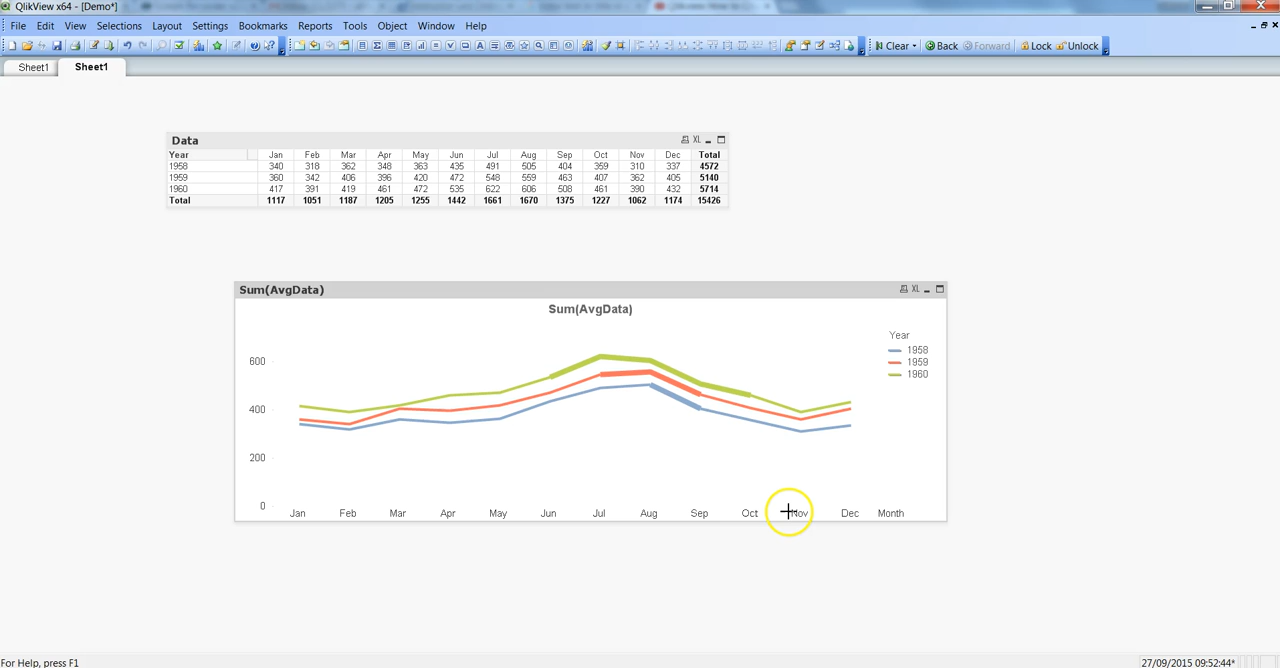 QlikView x64 - [Demo*]
File Edit View Selections Layout Settings Bookmarks Reports Tools Object Window Help
Clear Back Forward Lock Unlock
Sheet1 Sheet1
Data XL
Year Jan Feb Mar Apr May Jun Jul Aug Sep Oct Nov Dec Total
1958 340 318 362 348 363 435 491 505 404 359 310 337 4572
1959 360 342 406 396 420 472 548 559 463 407 362 405 5140
1960 417 391 419 461 472 535 622 606 508 461 390 432 5714
Total 1117 1051 1187 1205 1255 1442 1661 1670 1375 1227 1062 1174 15426
Sum(AvgData) XL
Sum(AvgData)
Year
1958
1959
1960
600
400
200
0
Jan Feb Mar Apr May Jun Jul Aug Sep Oct Nov Dec Month
For Help, press F1 27/09/2015 09:52:44*